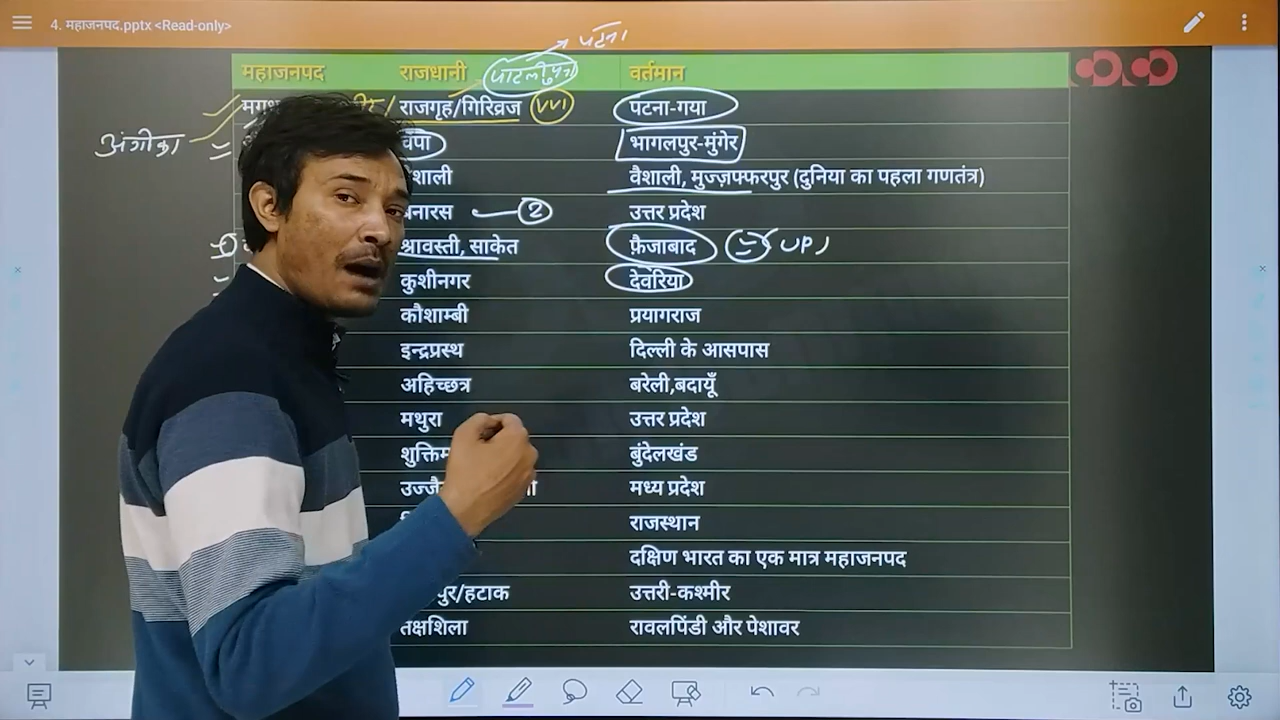 4. महाजनपद.pptx <Read-only>
पटना
महाजनपद राजधानी पाटलीपुत्र वर्तमान
राजगृह/गिरिव्रज VVI पटना-गया
अंगीका चंपा भागलपुर-मुंगेर
वैशाली, मुज्ज़फ्फरपुर (दुनिया का पहला गणतंत्र)
बनारस 2 उत्तर प्रदेश
श्रावस्ती, साकेत फ़ैजाबाद UP
कुशीनगर देवरिया
कौशाम्बी प्रयागराज
इन्द्रप्रस्थ दिल्ली के आसपास
अहिच्छत्र बरेली,बदायूँ
मथुरा उत्तर प्रदेश
बुंदेलखंड
मध्य प्रदेश
राजस्थान
दक्षिण भारत का एक मात्र महाजनपद
पुर/हटाक उत्तरी-कश्मीर
तक्षशिला रावलपिंडी और पेशावर